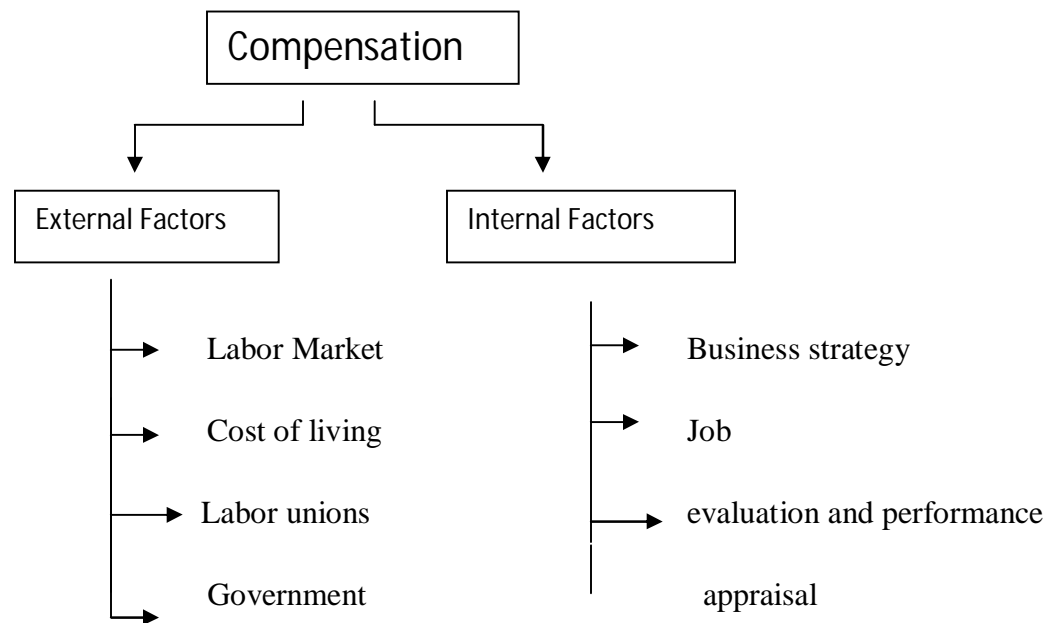 Compensation
External Factors
Internal Factors
Labor Market
Cost of living
Labor unions
Government
Business strategy
Job
evaluation and performance
appraisal